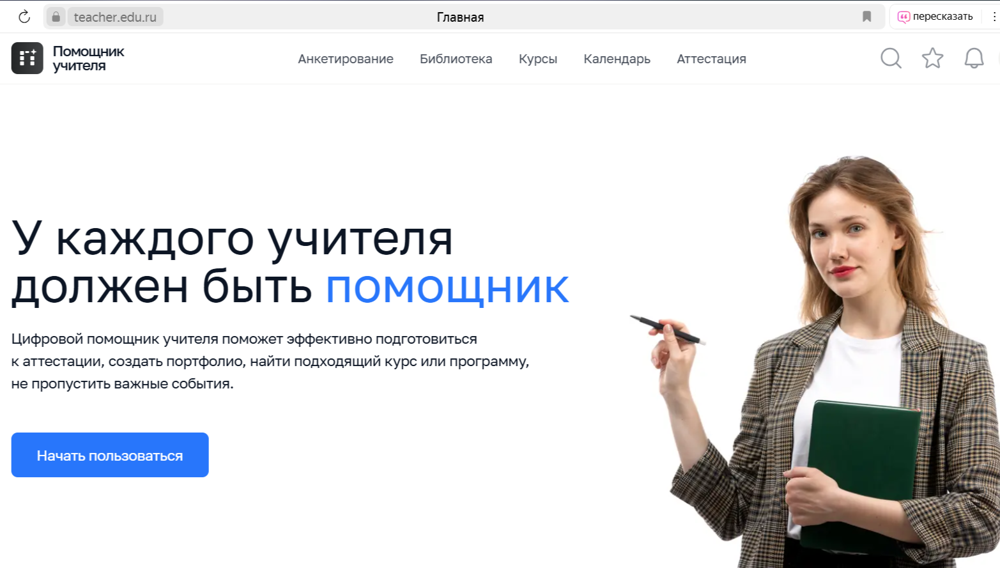 teacher.edu.ru
Главная
пересказать
Помощник
учителя
Анкетирование
Библиотека
Курсы
Календарь
Аттестация
У каждого учителя
должен быть помощник
Цифровой помощник учителя поможет эффективно подготовиться
к аттестации, создать портфолио, найти подходящий курс или программу,
не пропустить важные события.
Начать пользоваться